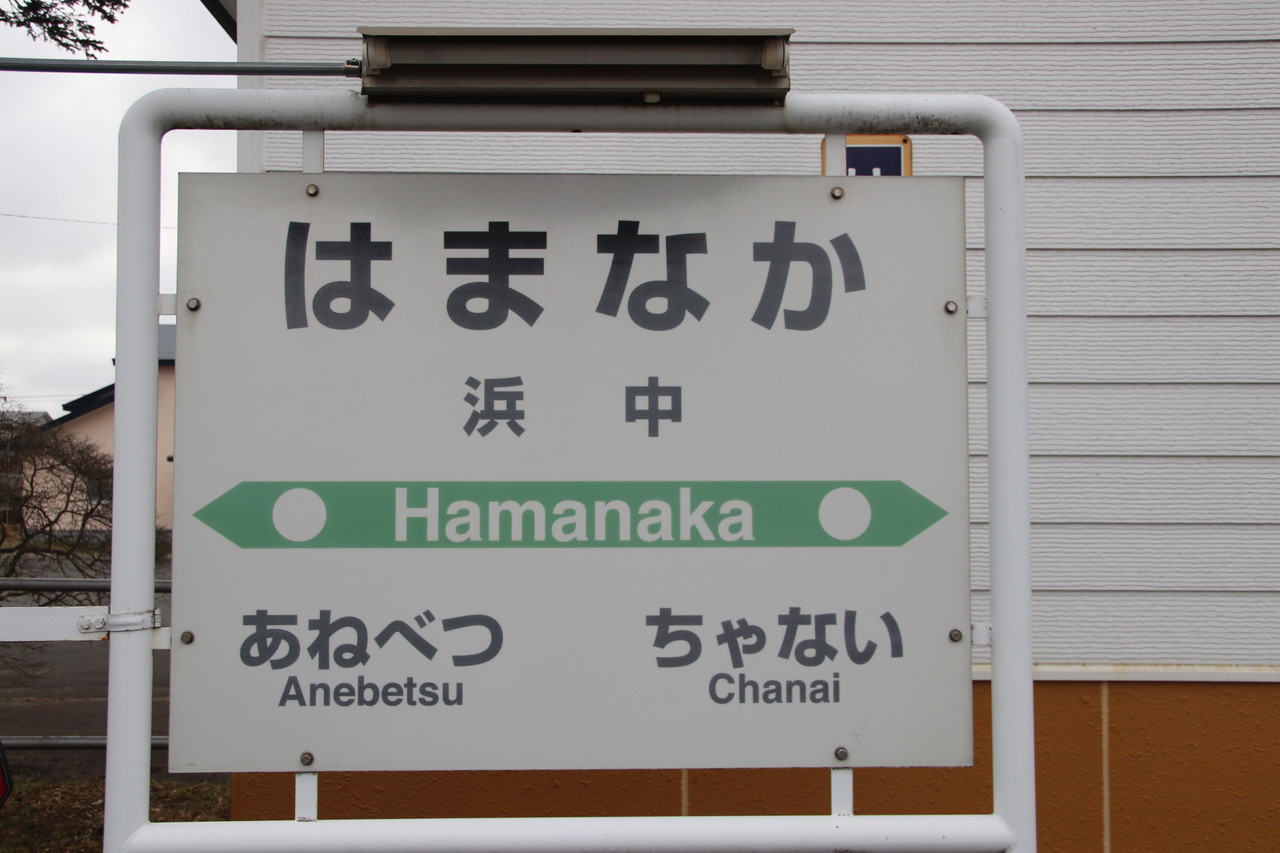 はまなか
浜中
Hamanaka
あねべつ ちゃない
Anebetsu Chanai